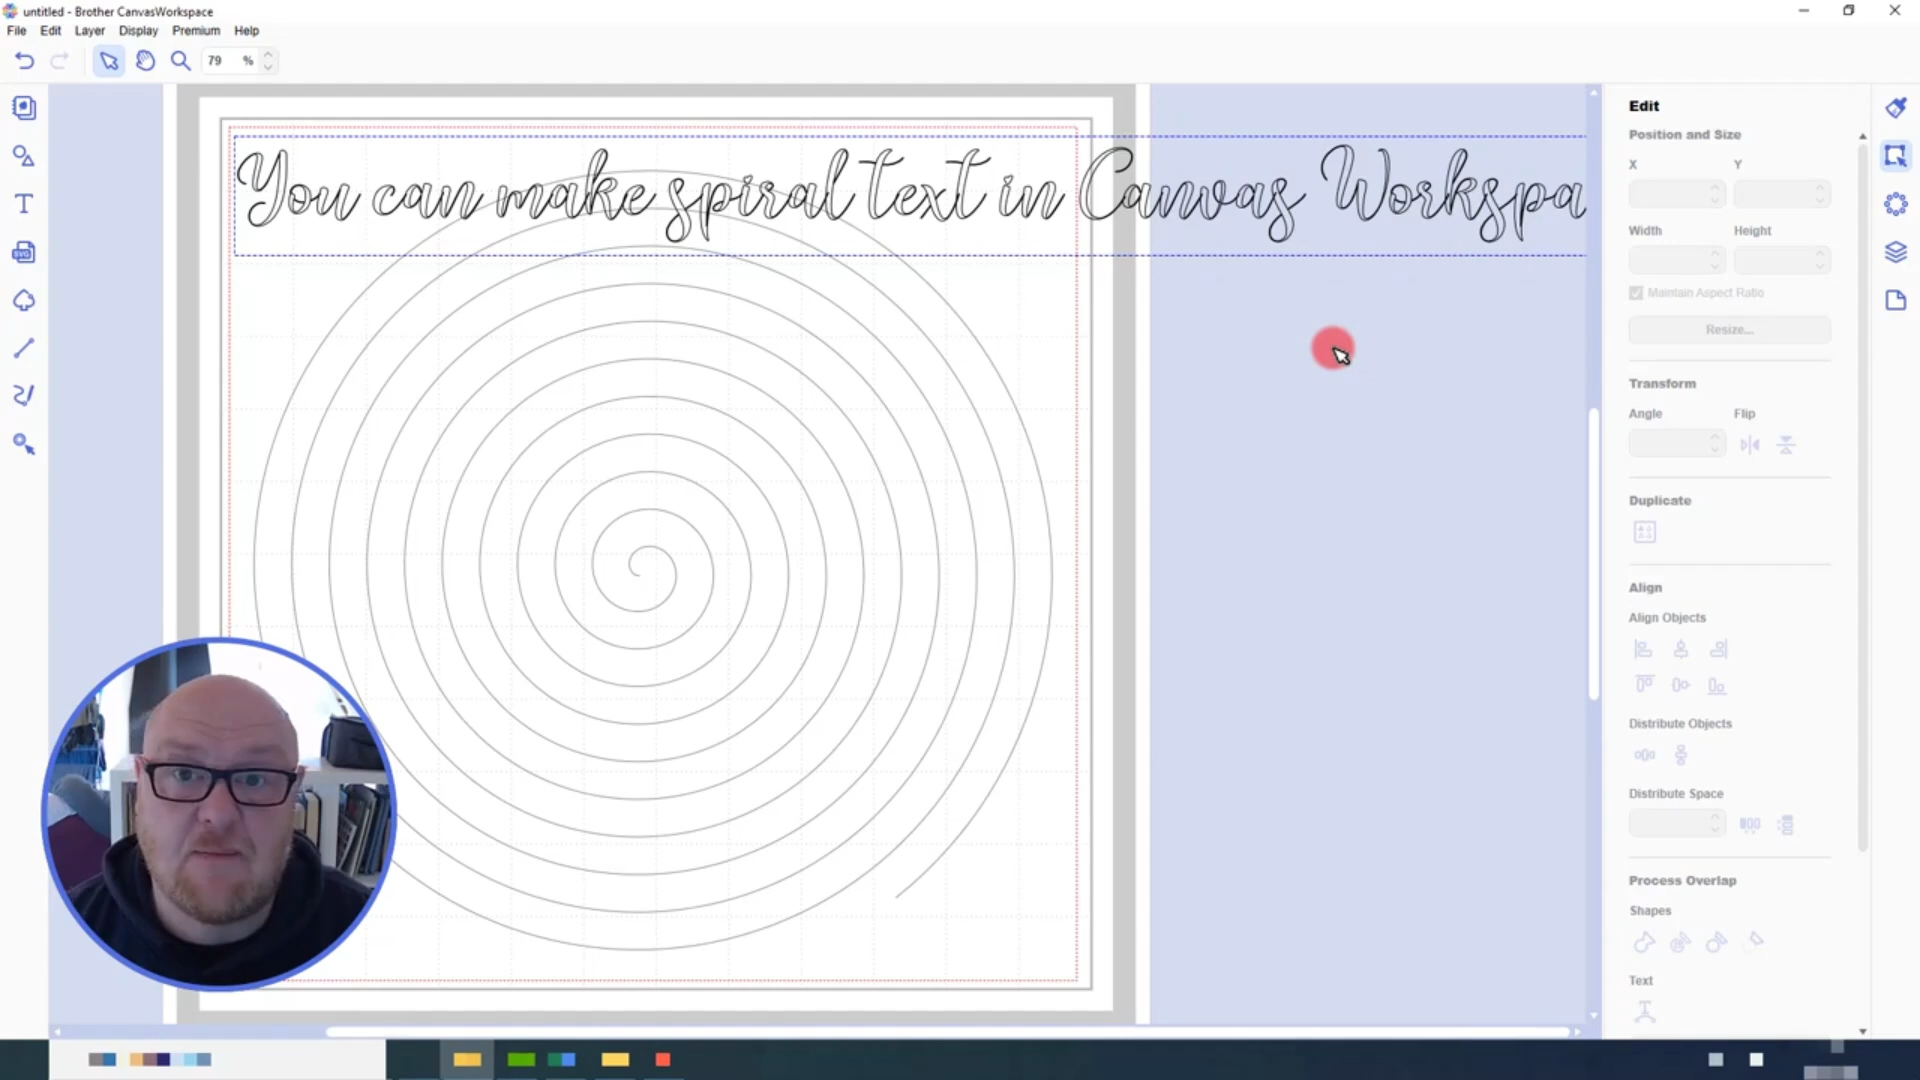 untitled - Brother CanvasWorkspace
File Edit Layer Display Premium Help
79 %
SVG
You can make spiral text in Canvas Workspa
Edit
Position and Size
X Y
Width Height
Maintain Aspect Ratio
Resize...
Transform
Angle Flip
Duplicate
Align
Align Objects
Distribute Objects
Distribute Space
Process Overlap
Shapes
Text